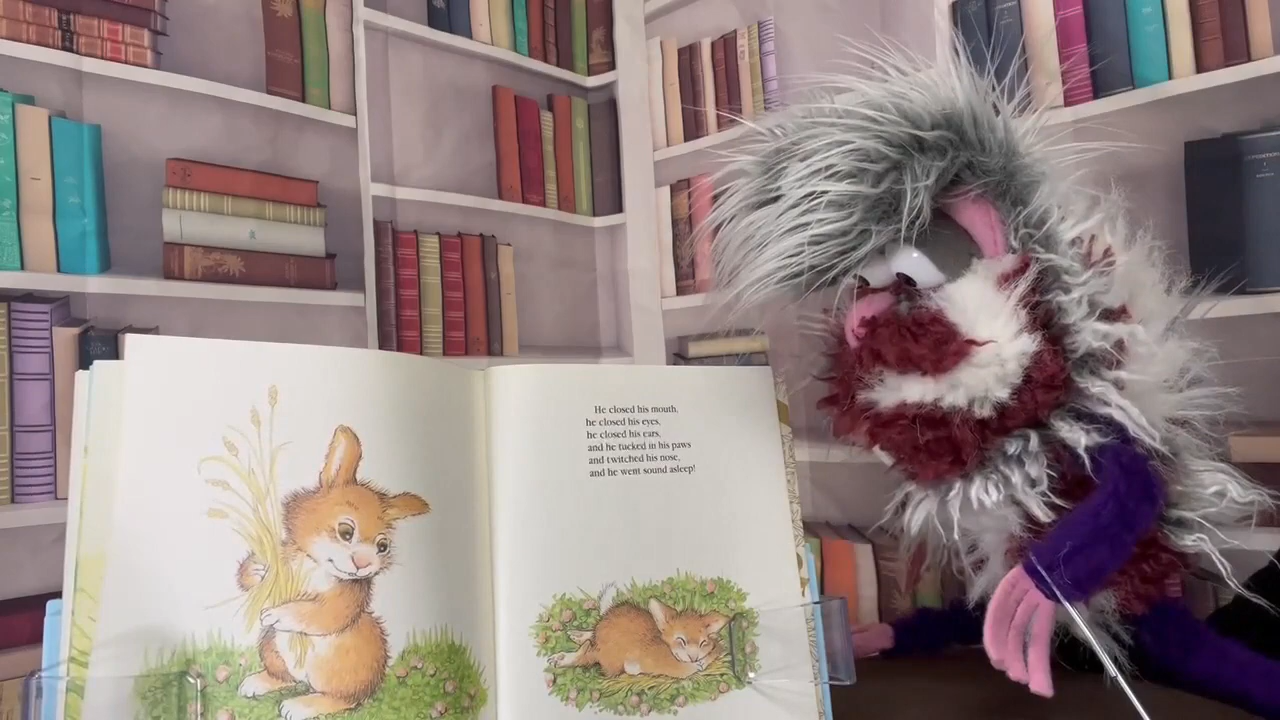 He closed his mouth,
he closed his eyes,
he closed his ears,
and he tucked in his paws
and twitched his nose,
and he went sound asleep!